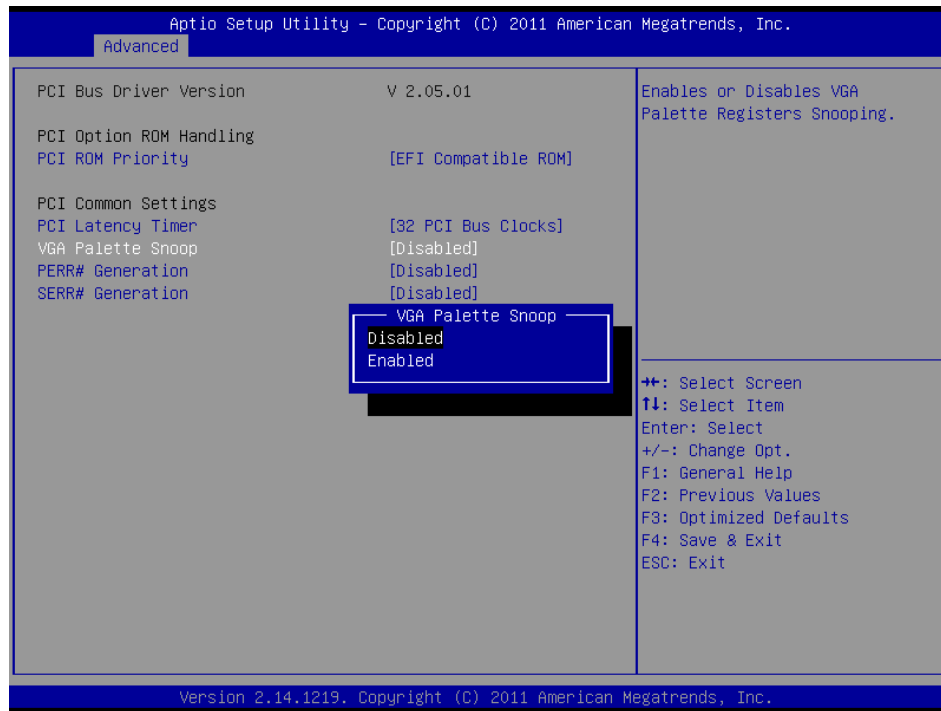 Aptio Setup Utility – Copyright (C) 2011 American Megatrends, Inc.
Advanced
PCI Bus Driver Version V 2.05.01
PCI Option ROM Handling
PCI ROM Priority [EFI Compatible ROM]
PCI Common Settings
PCI Latency Timer [32 PCI Bus Clocks]
VGA Palette Snoop [Disabled]
PERR# Generation [Disabled]
SERR# Generation [Disabled]
VGA Palette Snoop
Disabled
Enabled
Enables or Disables VGA
Palette Registers Snooping.
→←: Select Screen
↑↓: Select Item
Enter: Select
+/-: Change Opt.
F1: General Help
F2: Previous Values
F3: Optimized Defaults
F4: Save & Exit
ESC: Exit
Version 2.14.1219. Copyright (C) 2011 American Megatrends, Inc.